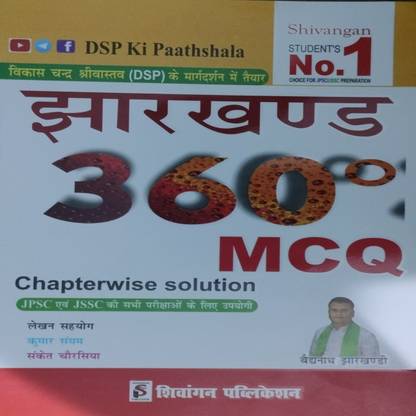 DSP Ki Paathshala
Shivangan
STUDENT'S
No.1
CHOICE FOR JPSC/JSSC PREPARATION
विकास चन्द्र श्रीवास्तव (DSP) के मार्गदर्शन में तैयार
झारखण्ड
360°
MCQ
Chapterwise solution
JPSC एवं JSSC की सभी परीक्षाओं के लिए उपयोगी
लेखन सहयोग
कुमार संयम
संकेत चौरसिया
वैद्यनाथ झारखण्डी
शिवांगन पब्लिकेशन